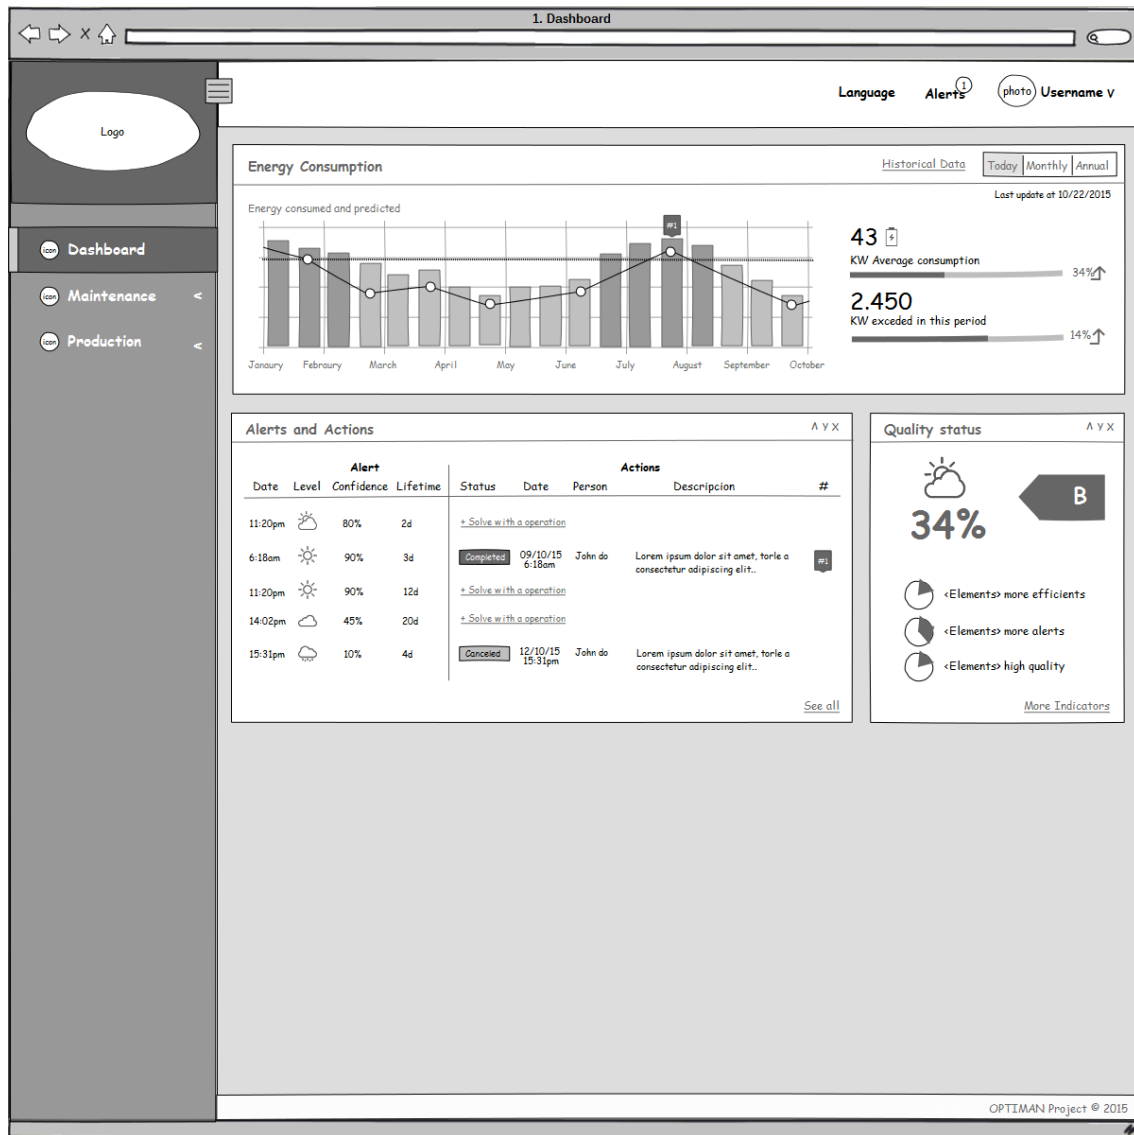 1. Dashboard
X
Logo
Language Alerts 1 photo Username v
icon Dashboard
icon Maintenance <
icon Production <
Energy Consumption Historical Data Today Monthly Annual
Last update at 10/22/2015
Energy consumed and predicted
#1
43
KW Average consumption
34%
2.450
KW exceded in this period
14%
Janaury Febraury March April May June July August September October
Alerts and Actions ʌ y x
Alert Actions
Date Level Confidence Lifetime Status Date Person Descripcion #
11:20pm 80% 2d + Solve with a operation
6:18am 90% 3d Completed 09/10/15 John do Lorem ipsum dolor sit amet, torle a #1
6:18am consectetur adipiscing elit..
11:20pm 90% 12d + Solve with a operation
14:02pm 45% 20d + Solve with a operation
15:31pm 10% 4d Canceled 12/10/15 John do Lorem ipsum dolor sit amet, torle a
15:31pm consectetur adipiscing elit..
See all
Quality status ʌ y x
34% B
<Elements> more efficients
<Elements> more alerts
<Elements> high quality
More Indicators
OPTIMAN Project © 2015